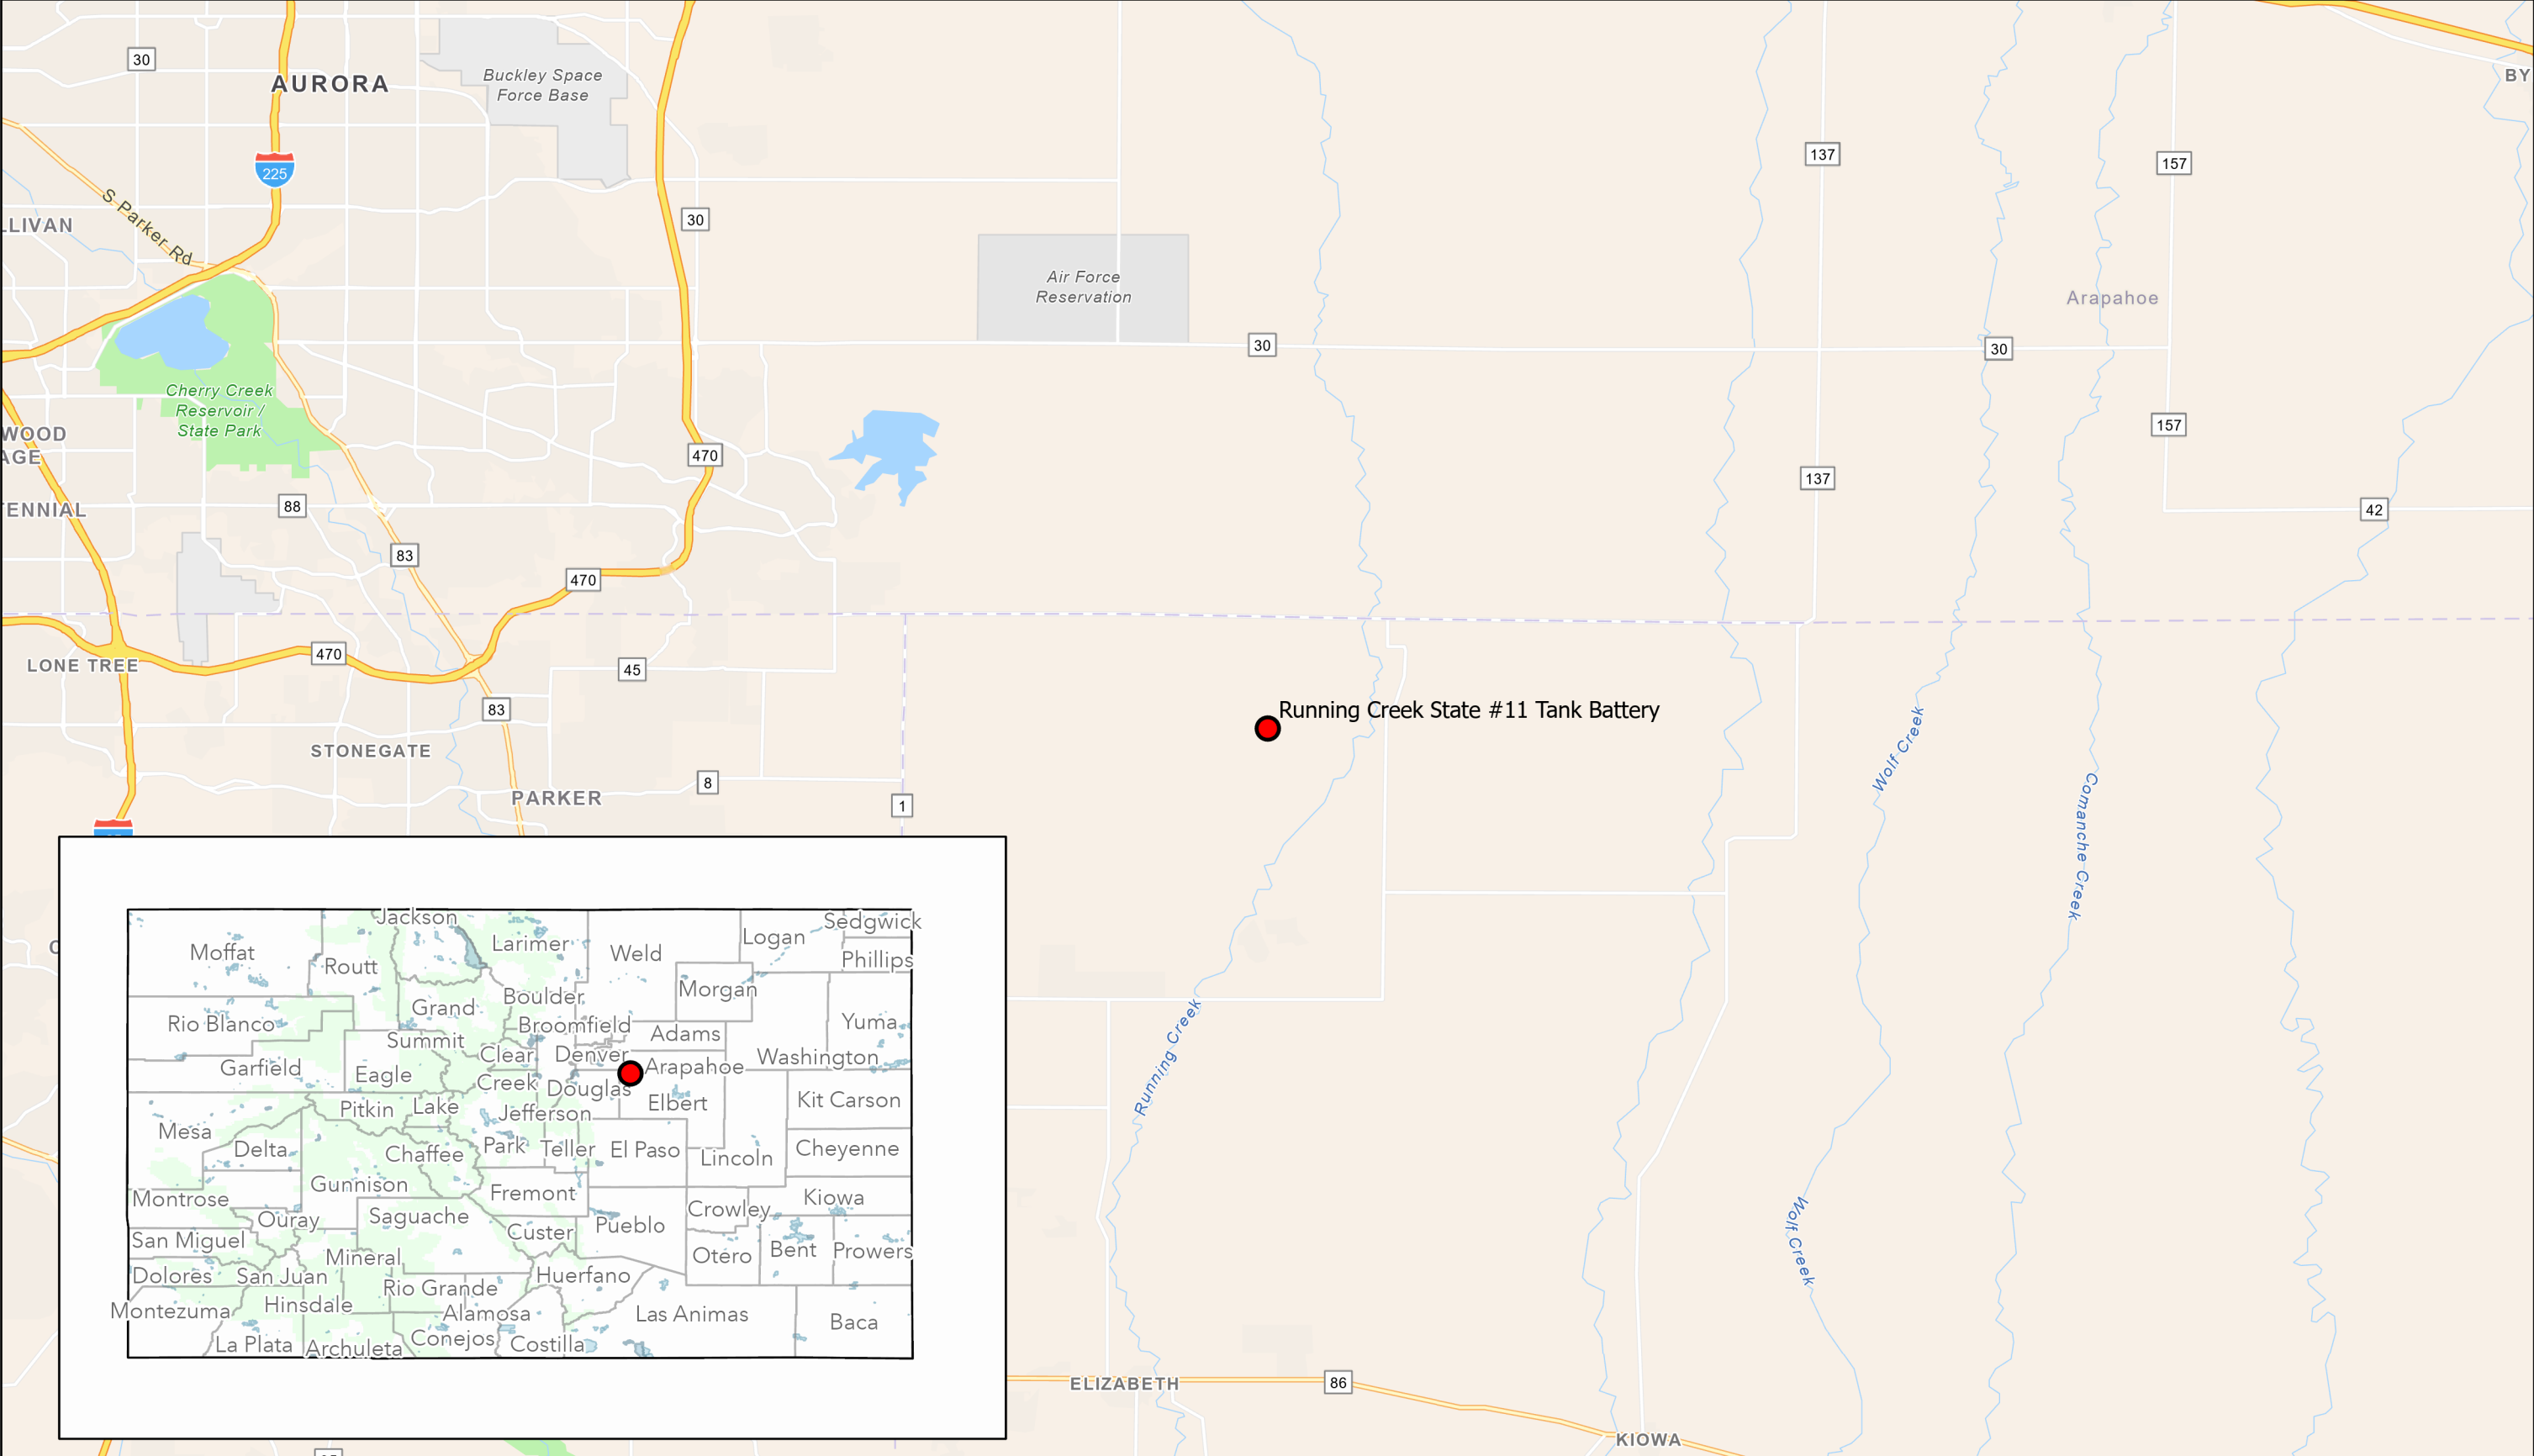 30
AURORA
Buckley Space
Force Base
BY
225
137
157
S Parker Rd
LLIVAN
30
Air Force
Reservation
Arapahoe
30
30
Cherry Creek
Reservoir /
State Park
WOOD
AGE
157
470
137
88
TENNIAL
42
83
470
470
LONE TREE
45
83
Running Creek State #11 Tank Battery
STONEGATE
Wolf Creek
8
PARKER
1
Comanche Creek
Running Creek
Wolf Creek
ELIZABETH
86
KIOWA
Jackson
Sedgwick
Moffat
Larimer
Logan
Weld
Routt
Phillips
Morgan
Boulder
Grand
Rio Blanco
Broomfield
Yuma
Adams
Summit
Clear
Creek
Denver
Washington
Garfield
Arapahoe
Eagle
Douglas
Elbert
Kit Carson
Pitkin
Lake
Jefferson
Mesa
Delta
Chaffee
Park
Teller
El Paso
Lincoln
Cheyenne
Gunnison
Fremont
Montrose
Kiowa
Crowley
Ouray
Saguache
Pueblo
Custer
San Miguel
Mineral
Otero
Bent
Prowers
Dolores
San Juan
Huerfano
Rio Grande
Hinsdale
Montezuma
Alamosa
Las Animas
Baca
Conejos
La Plata
Archuleta
Costilla